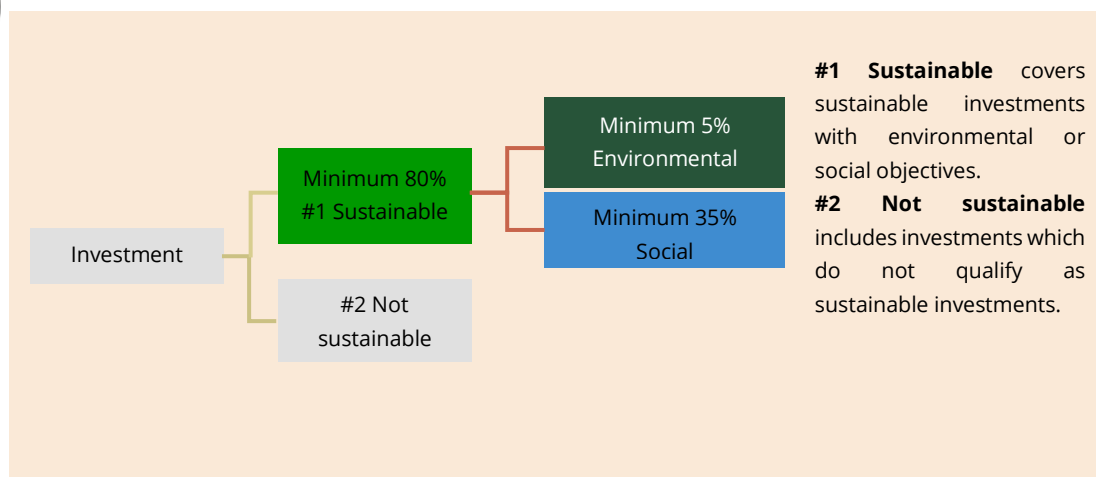 Investment
Minimum 80%
#1 Sustainable
#2 Not
sustainable
Minimum 5%
Environmental
Minimum 35%
Social
#1 Sustainable covers
sustainable investments
with environmental or
social objectives.
#2 Not sustainable
includes investments which
do not qualify as
sustainable investments.